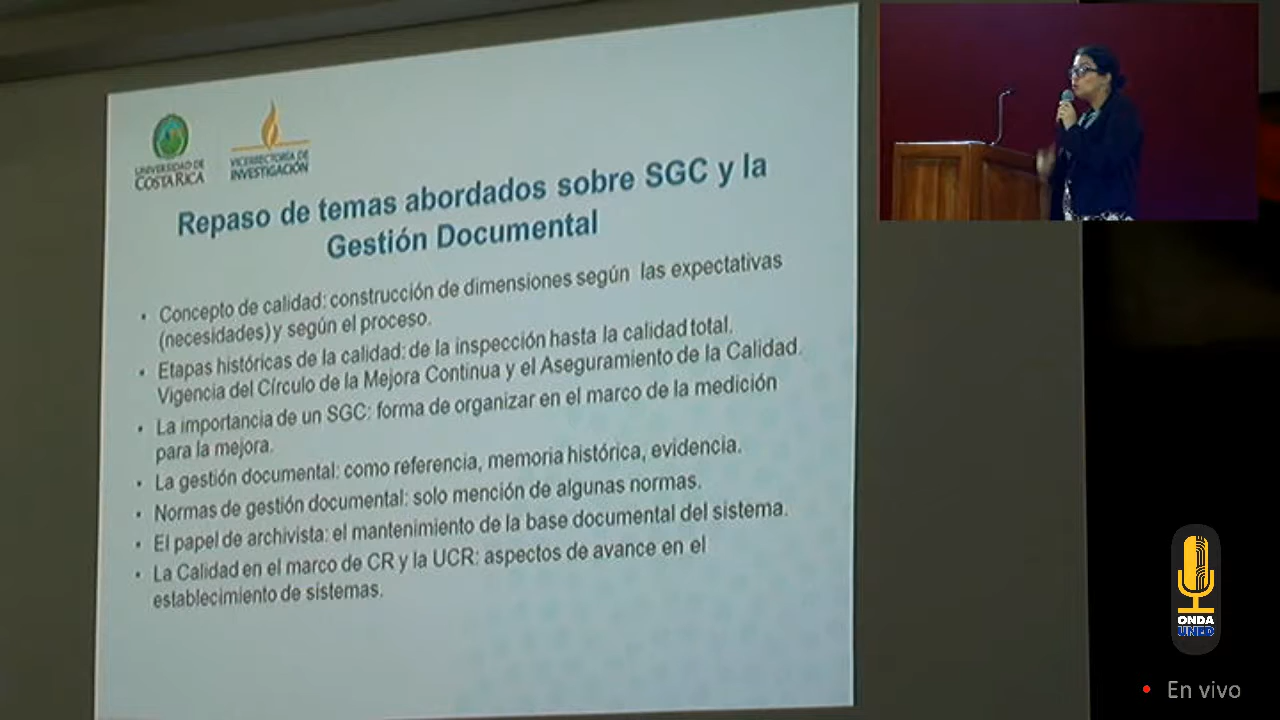 UNIVERSIDAD DE
COSTA RICA
VICERRECTORÍA DE
INVESTIGACIÓN
Repaso de temas abordados sobre SGC y la
Gestión Documental
• Concepto de calidad: construcción de dimensiones según las expectativas
(necesidades) y según el proceso.
• Etapas históricas de la calidad: de la inspección hasta la calidad total.
Vigencia del Círculo de la Mejora Continua y el Aseguramiento de la Calidad.
• La importancia de un SGC: forma de organizar en el marco de la medición
para la mejora.
• La gestión documental: como referencia, memoria histórica, evidencia.
• Normas de gestión documental: solo mención de algunas normas.
• El papel de archivista: el mantenimiento de la base documental del sistema.
• La Calidad en el marco de CR y la UCR: aspectos de avance en el
establecimiento de sistemas.
ONDA
UNED
• En vivo